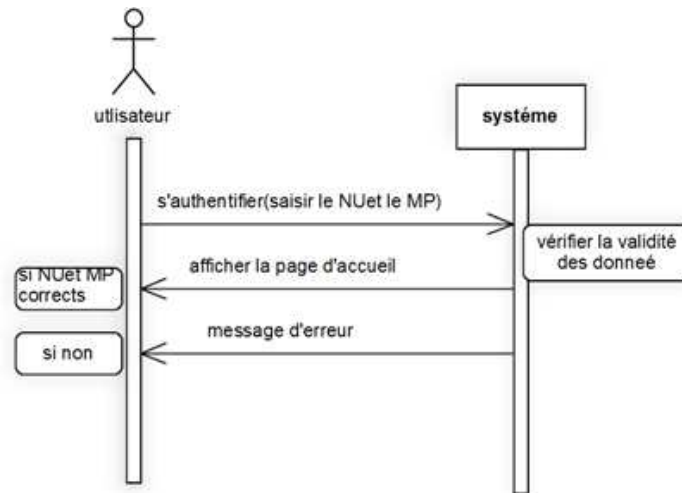 utlisateur
systéme
s'authentifier(saisir le NUet le MP)
vérifier la validité
des donneé
afficher la page d'accueil
si NUet MP
corrects
message d'erreur
si non